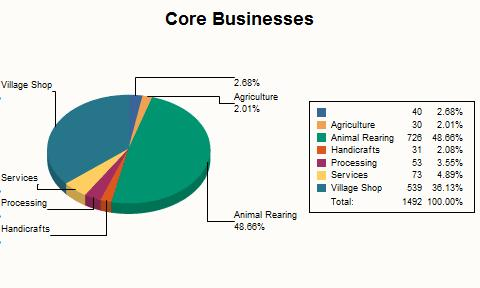 Core Businesses
2.68%
Agriculture
2.01%
Village Shop
Services
Processing
Handicrafts
Animal Rearing
48.66%
40 2.68%
Agriculture 30 2.01%
Animal Rearing 726 48.66%
Handicrafts 31 2.08%
Processing 53 3.55%
Services 73 4.89%
Village Shop 539 36.13%
Total: 1492 100.00%